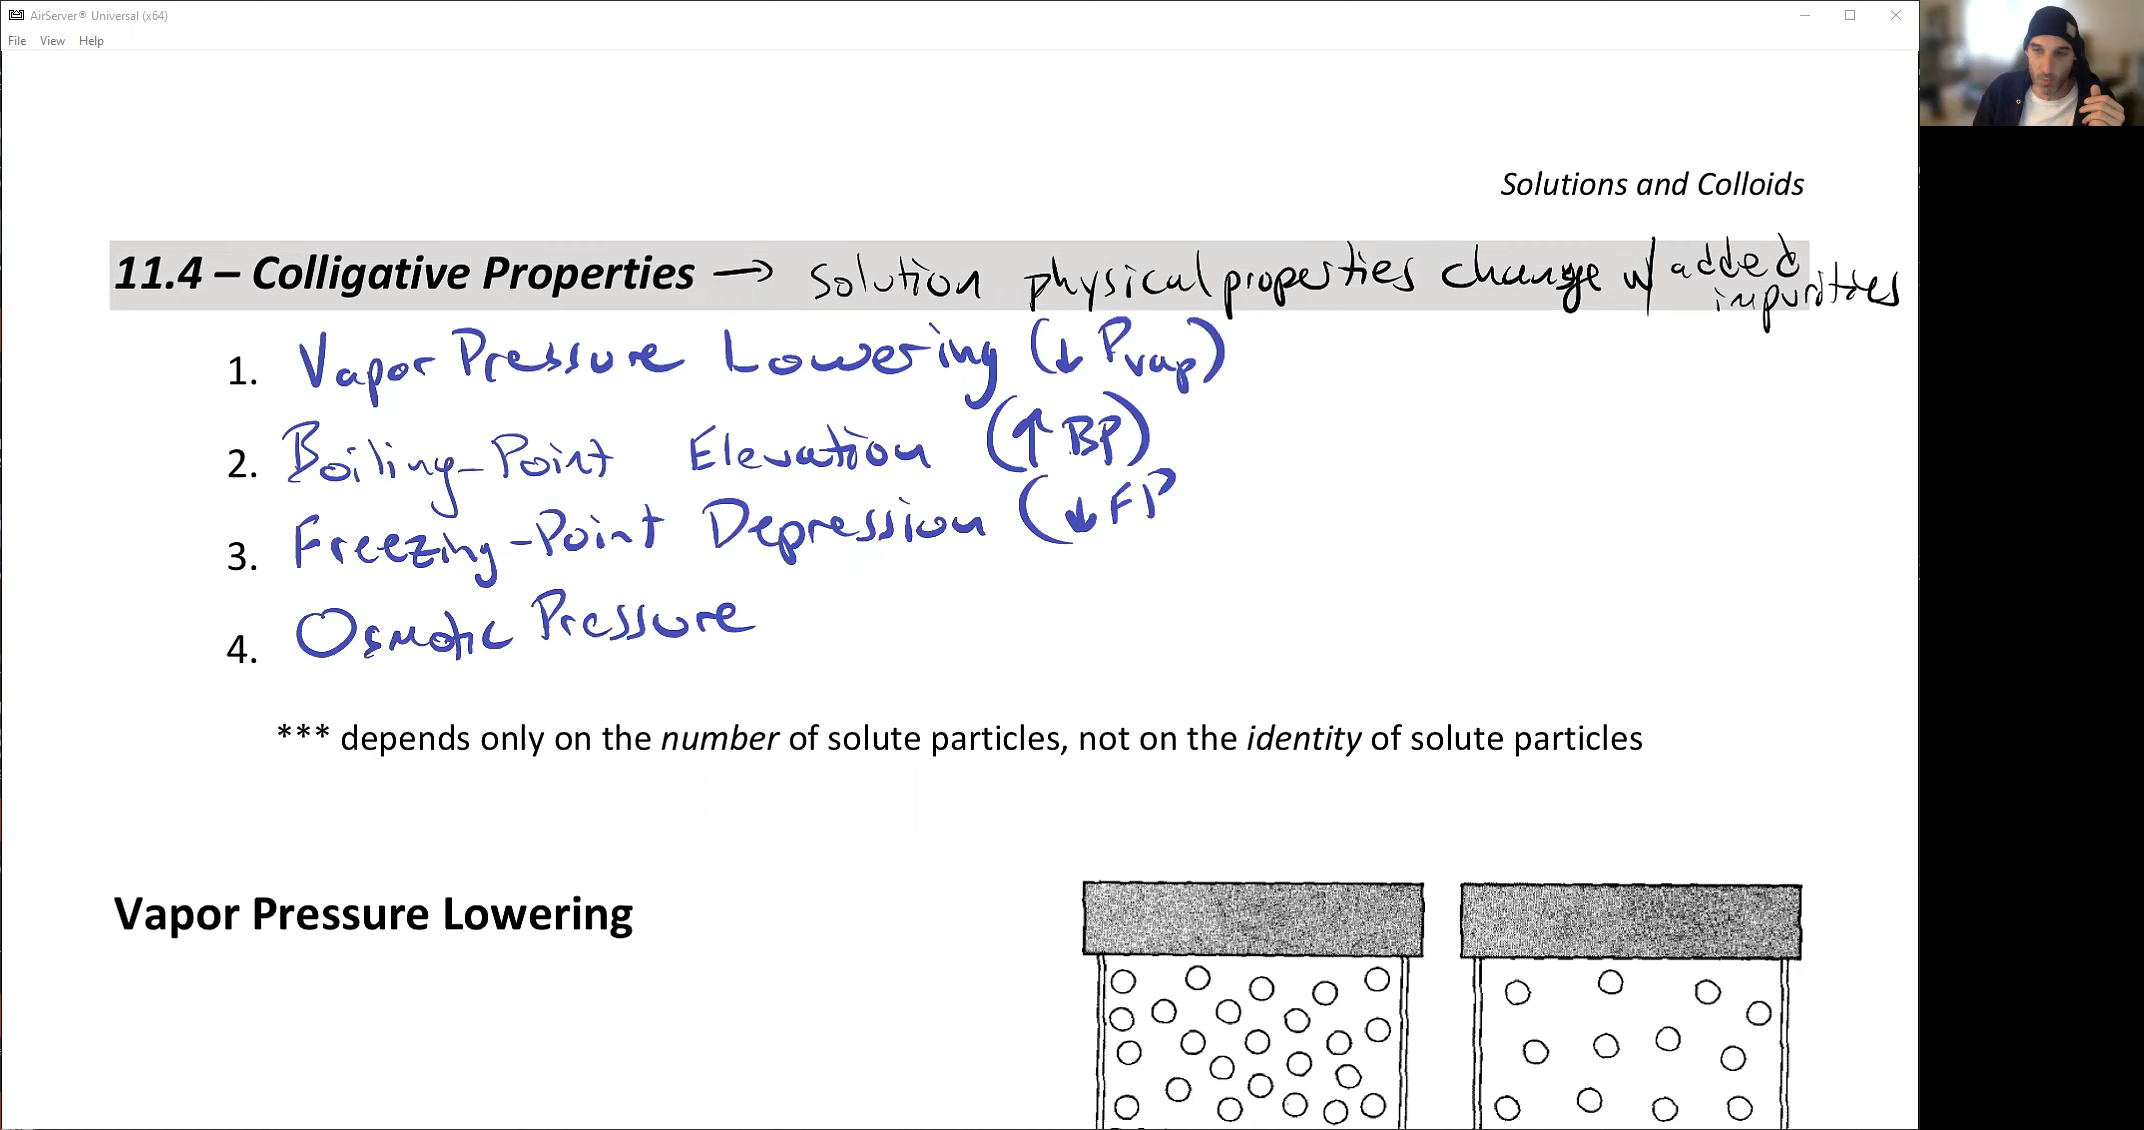 AirServer® Universal (x64)
File View Help
Solutions and Colloids
11.4 – Colligative Properties → solution physical properties change w/ added impurities
1. Vapor Pressure Lowering (↓ Pvap)
2. Boiling-Point Elevation (↑ BP)
3. Freezing-Point Depression (↓ FP
4. Osmotic Pressure
*** depends only on the number of solute particles, not on the identity of solute particles
Vapor Pressure Lowering